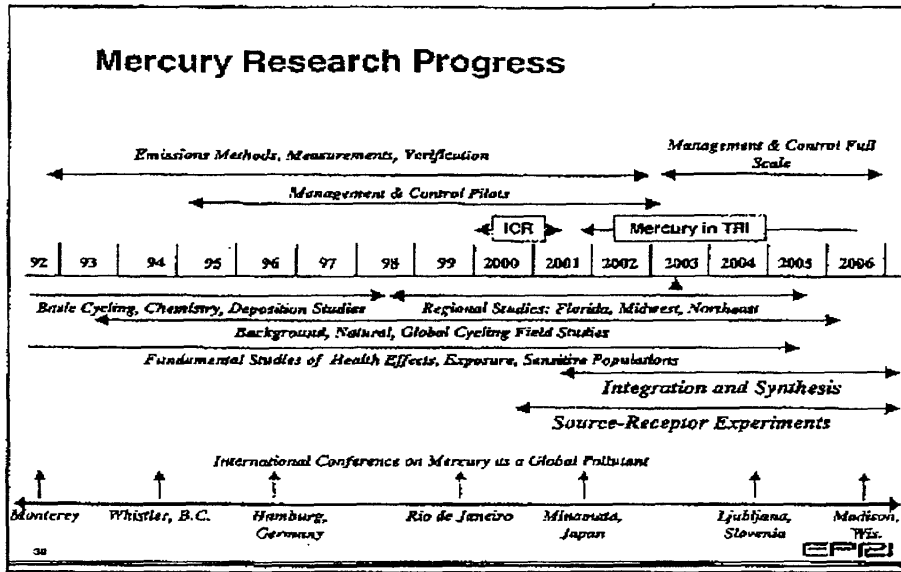 Mercury Research Progress
Emissions Methods, Measurements, Verification
Management & Control Full
Scale
Management & Control Pilots
ICR
Mercury in TRI
92 93 94 95 96 97 98 99 2000 2001 2002 2003 2004 2005 2006
Basic Cycling, Chemistry, Deposition Studies
Regional Studies: Florida, Midwest, Northeast
Background, Natural, Global Cycling Field Studies
Fundamental Studies of Health Effects, Exposure, Sensitive Populations
Integration and Synthesis
Source-Receptor Experiments
International Conference on Mercury as a Global Pollutant
Monterey
Whistler, B.C.
Hamburg,
Germany
Rio de Janeiro
Minamata,
Japan
Ljubljana,
Slovenia
Madison,
Wis.
38
EPRI